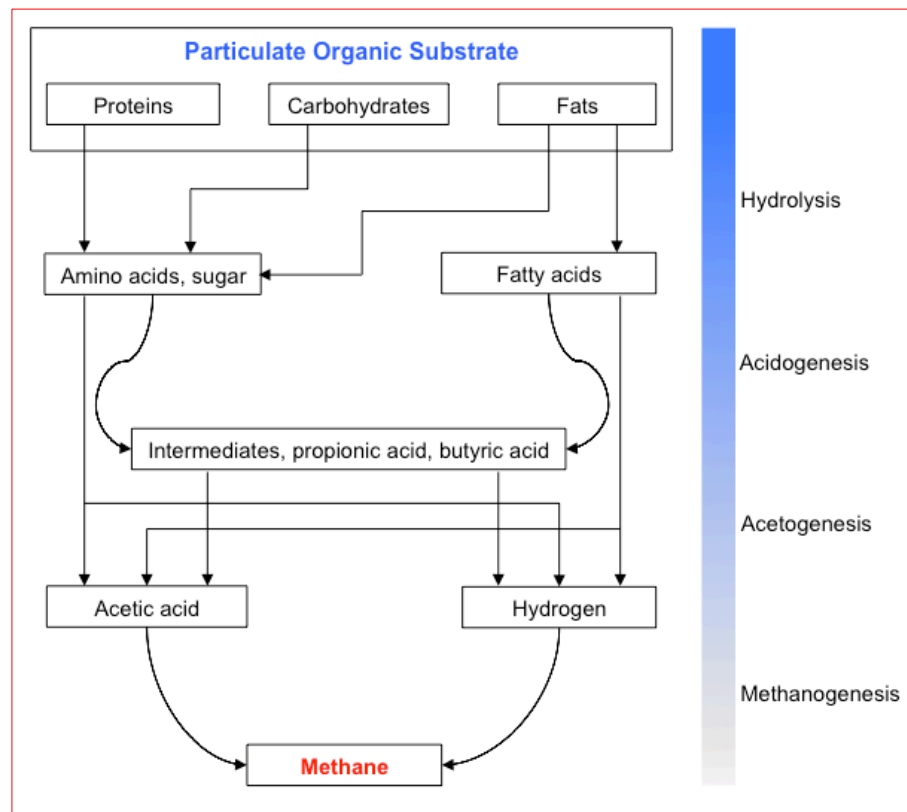 Particulate Organic Substrate
Proteins
Carbohydrates
Fats
Hydrolysis
Amino acids, sugar
Fatty acids
Acidogenesis
Intermediates, propionic acid, butyric acid
Acetogenesis
Acetic acid
Hydrogen
Methanogenesis
Methane